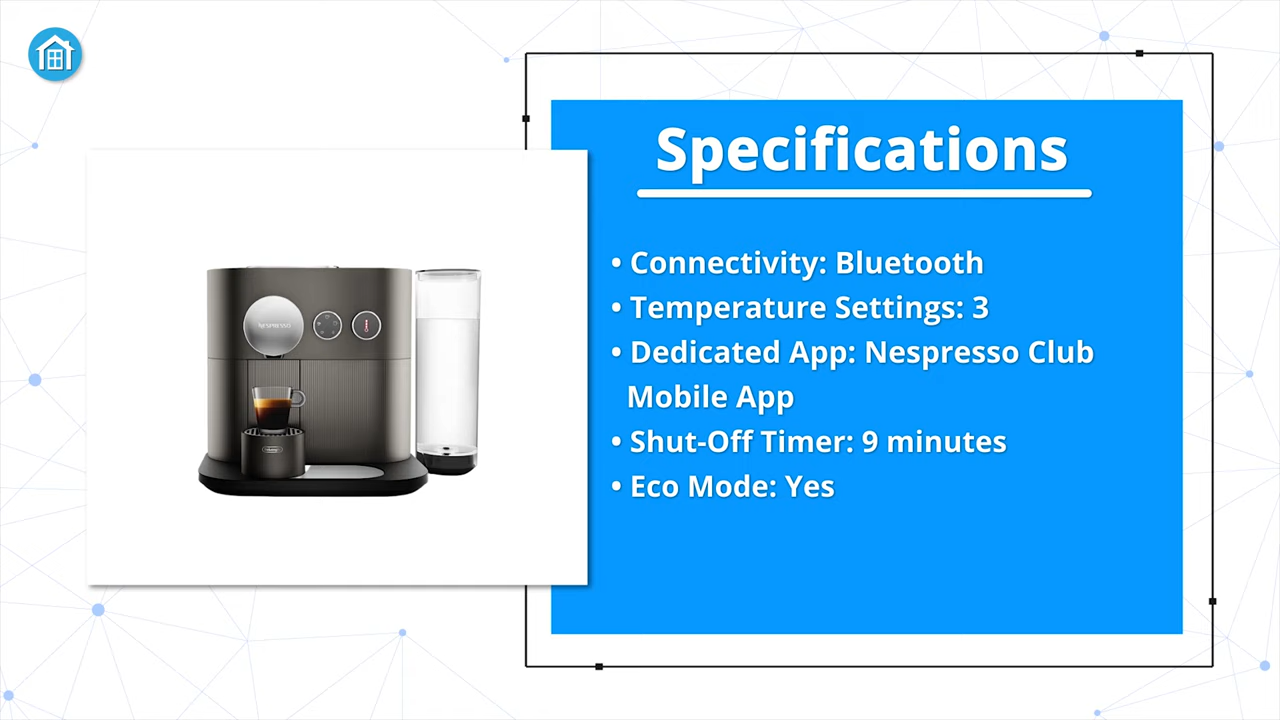 Specifications
• Connectivity: Bluetooth
• Temperature Settings: 3
• Dedicated App: Nespresso Club
Mobile App
• Shut-Off Timer: 9 minutes
• Eco Mode: Yes
NESPRESSO